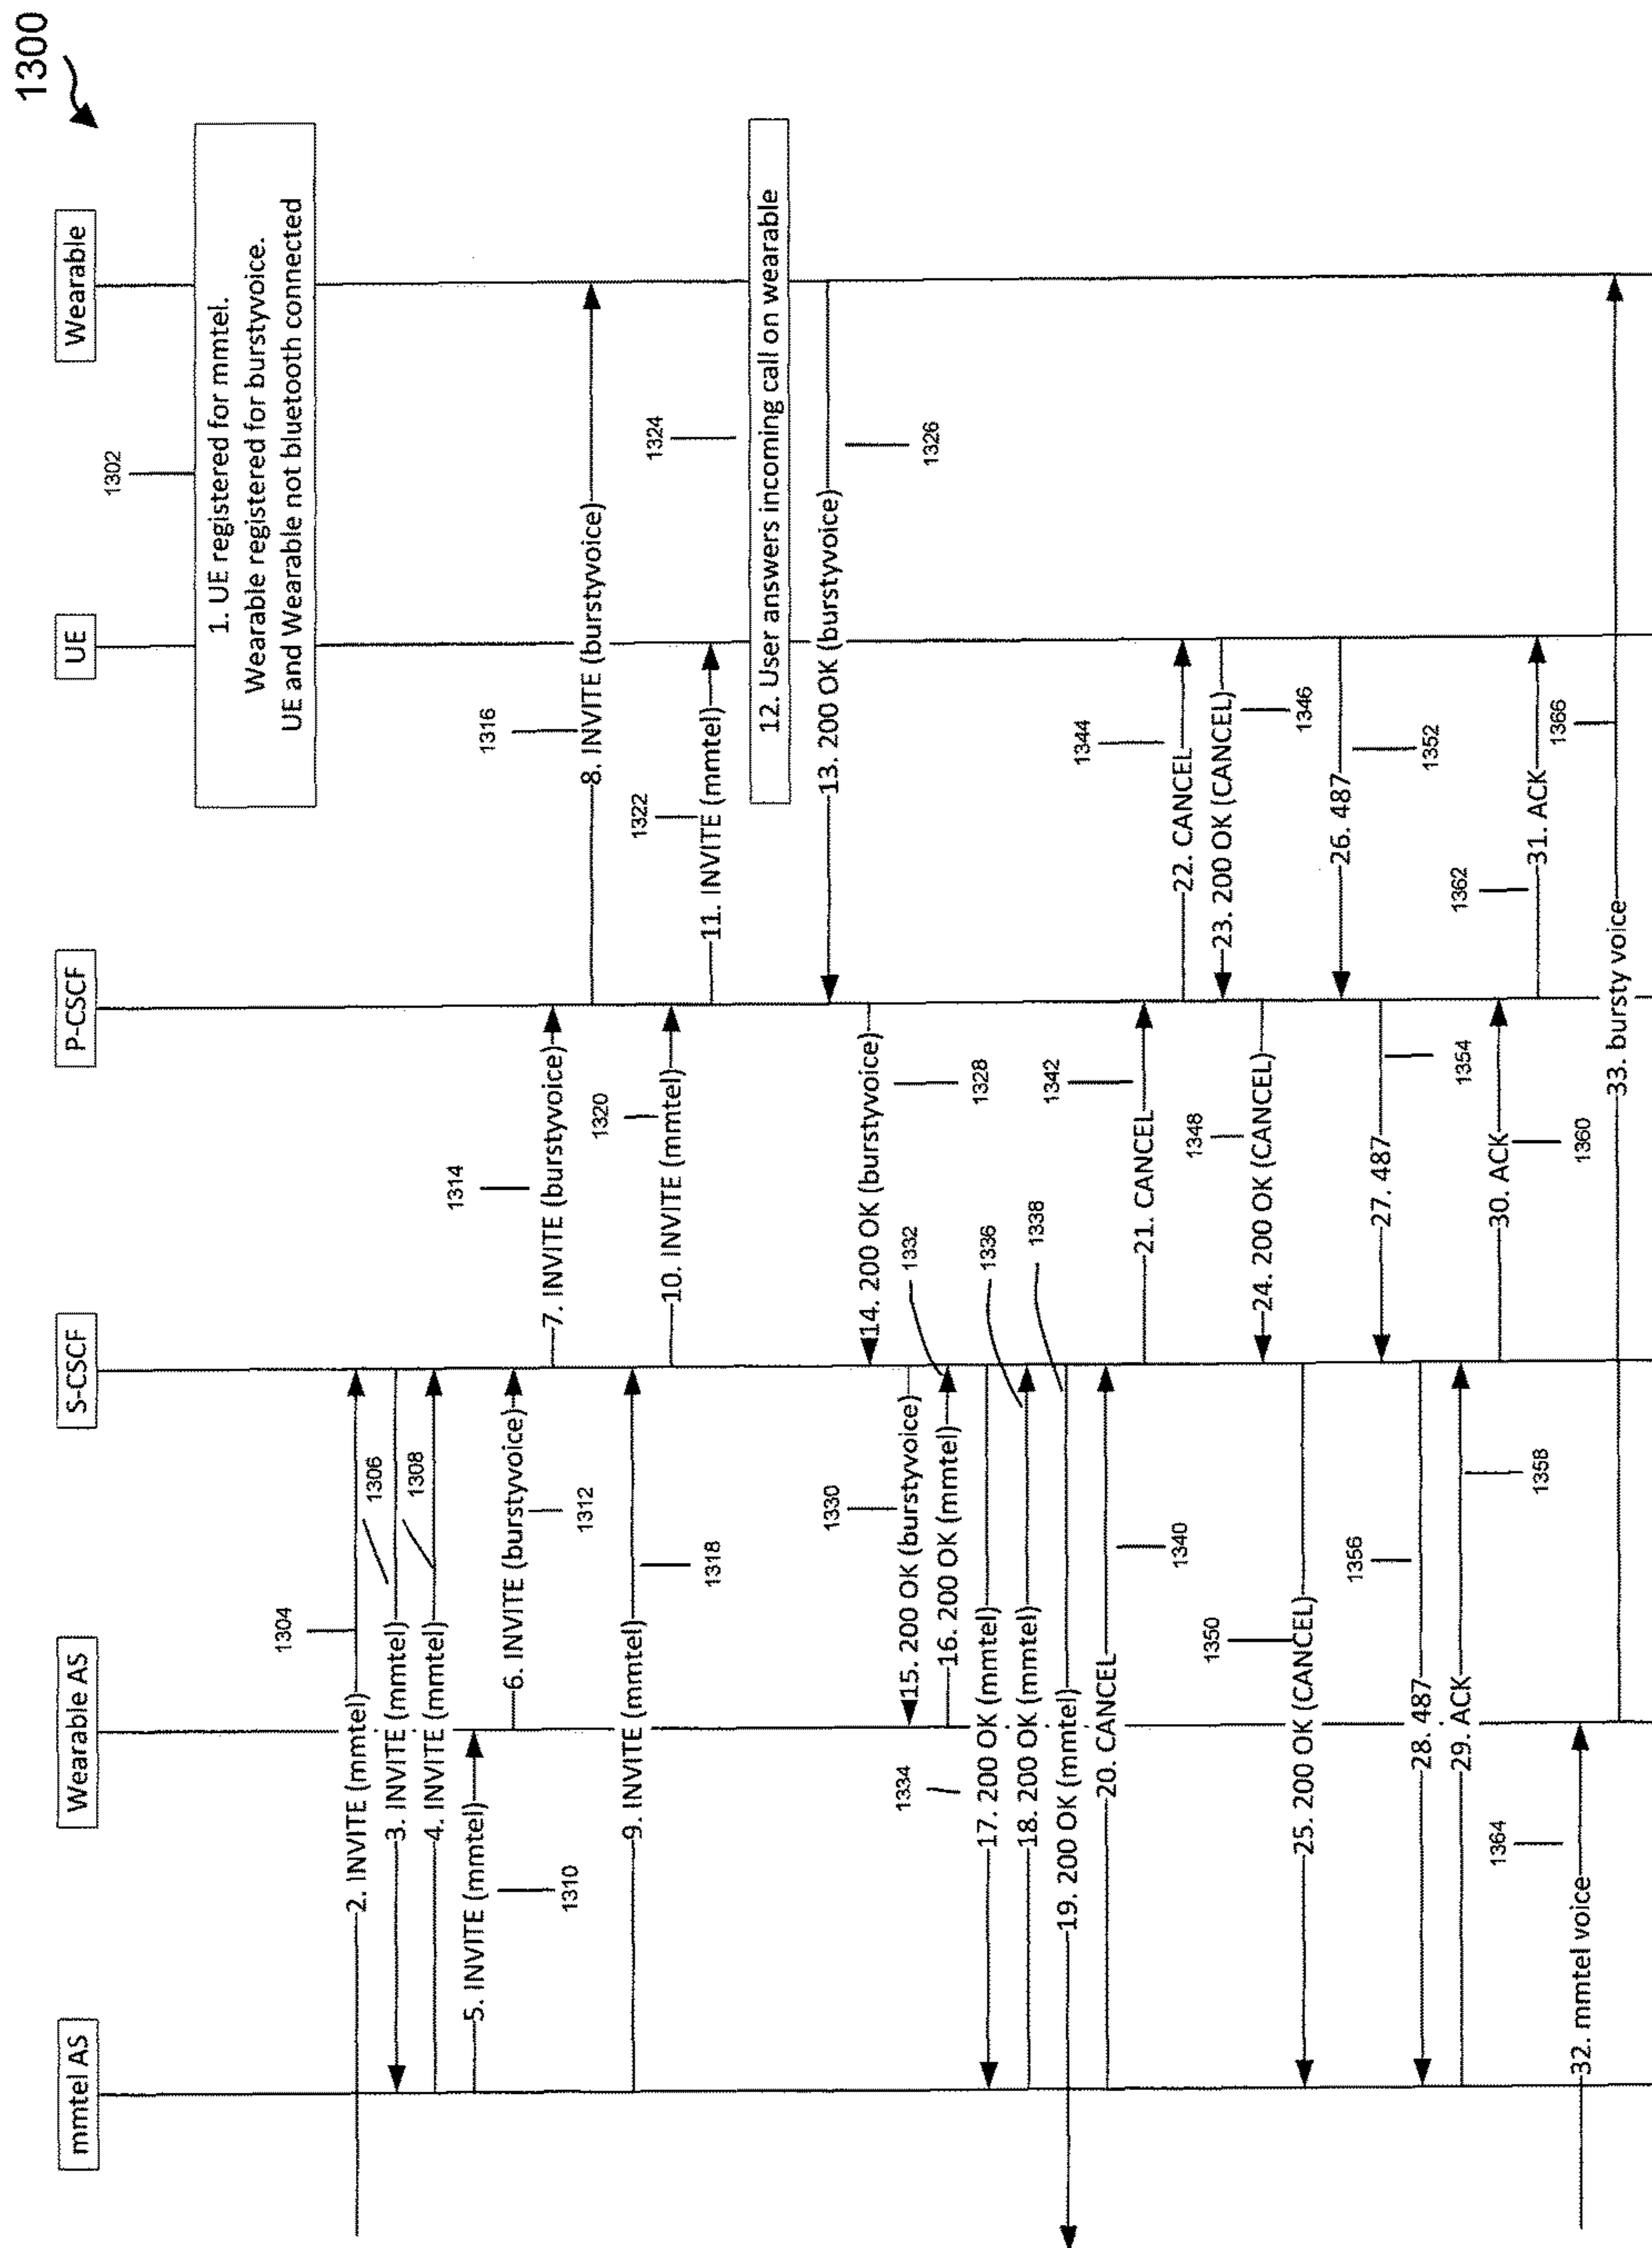 1300
mmtel AS
Wearable AS
S-CSCF
P-CSCF
UE
Wearable
1302
1. UE registered for mmtel.
Wearable registered for burstyvoice.
UE and Wearable not bluetooth connected
1304
2. INVITE (mmtel)
1306
3. INVITE (mmtel)
1308
4. INVITE (mmtel)
5. INVITE (mmtel)
1310
6. INVITE (burstyvoice)
1312
1314
7. INVITE (burstyvoice)
1316
8. INVITE (burstyvoice)
9. INVITE (mmtel)
1318
1320
10. INVITE (mmtel)
1322
11. INVITE (mmtel)
1324
12. User answers incoming call on wearable
13. 200 OK (burstyvoice)
1326
14. 200 OK (burstyvoice)
1328
1330
15. 200 OK (burstyvoice)
1332
16. 200 OK (mmtel)
1334
17. 200 OK (mmtel)
1336
18. 200 OK (mmtel)
1338
19. 200 OK (mmtel)
20. CANCEL
1340
1342
21. CANCEL
1344
22. CANCEL
23. 200 OK (CANCEL)
1346
1348
24. 200 OK (CANCEL)
1350
25. 200 OK (CANCEL)
26. 487
1352
27. 487
1354
1356
28. 487
29. ACK
1358
30. ACK
1360
1362
31. ACK
1364
32. mmtel voice
1366
33. bursty voice